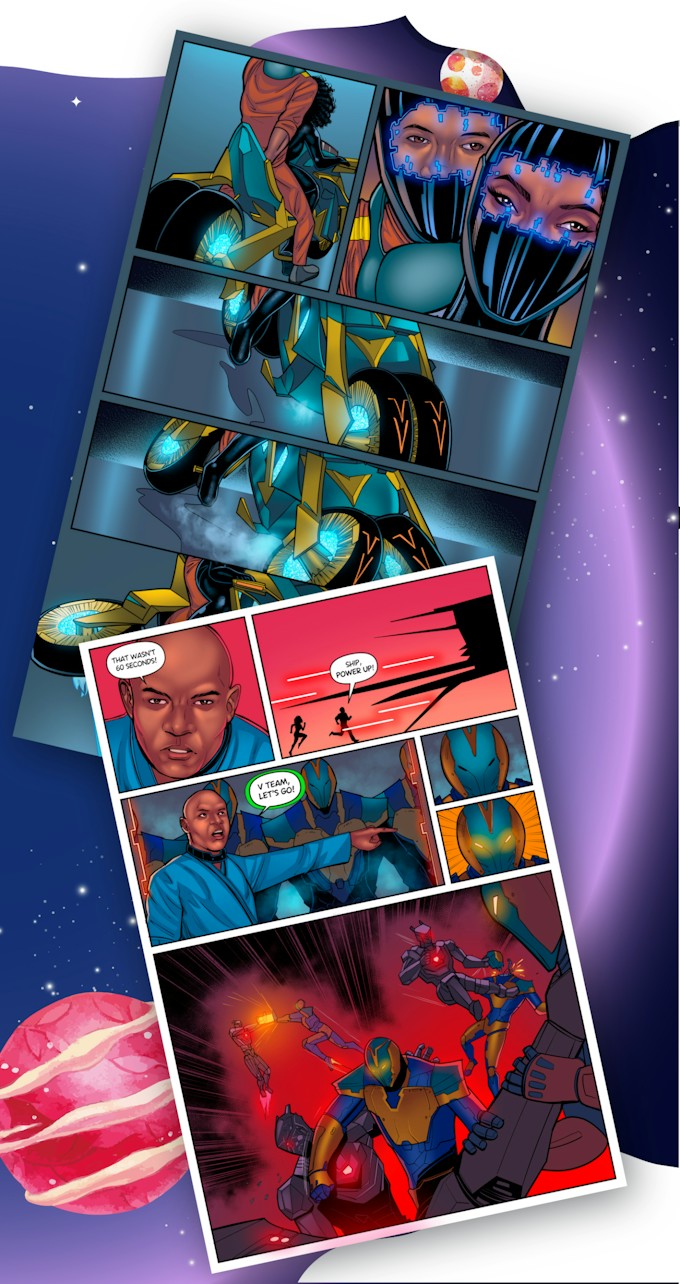 THAT WASN'T
60 SECONDS!
SHIP,
POWER UP!
V TEAM,
LET'S GO!